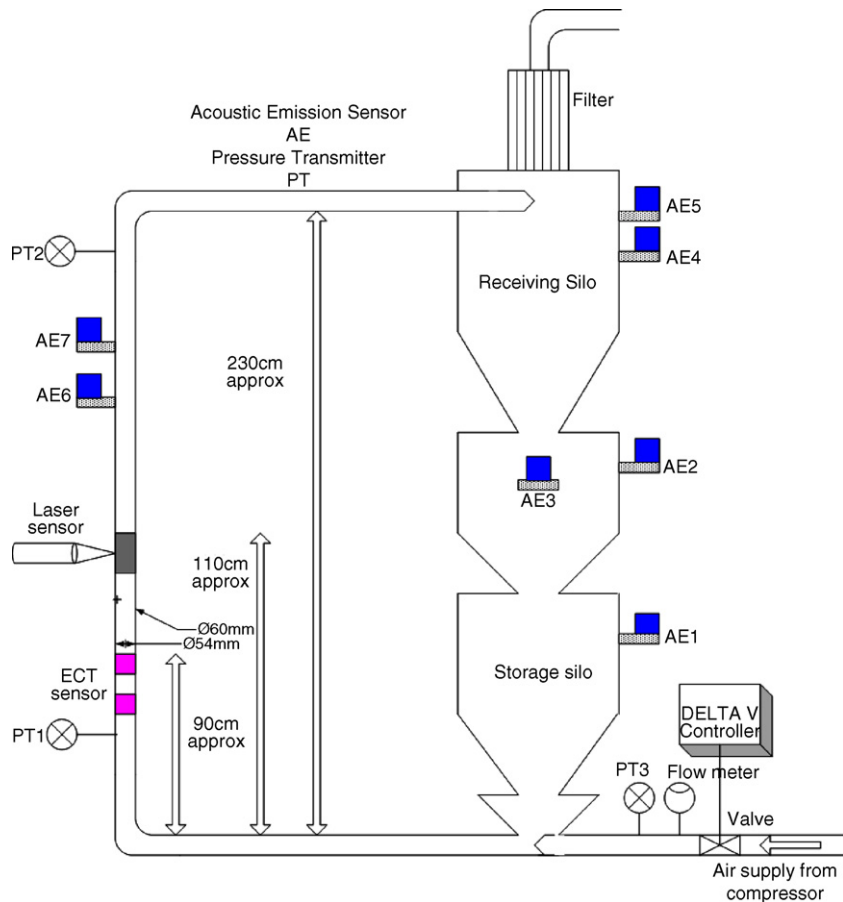 Filter
Acoustic Emission Sensor
AE
Pressure Transmitter
PT
AE5
AE4
PT2
Receiving Silo
AE7
AE6
230cm
approx
AE2
AE3
Laser
sensor
110cm
approx
Ø60mm
Ø54mm
AE1
ECT
sensor
Storage silo
90cm
approx
PT1
DELTA V
Controller
PT3
Flow meter
Valve
Air supply from
compressor